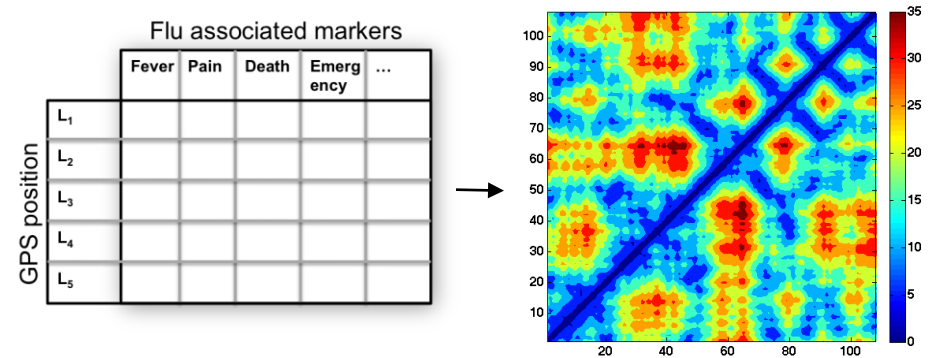 Flu associated markers
Fever Pain Death Emerg ...
ency
GPS position
L1
L2
L3
L4
L5
100
90
80
70
60
50
40
30
20
10
20 40 60 80 100
35
30
25
20
15
10
5
0